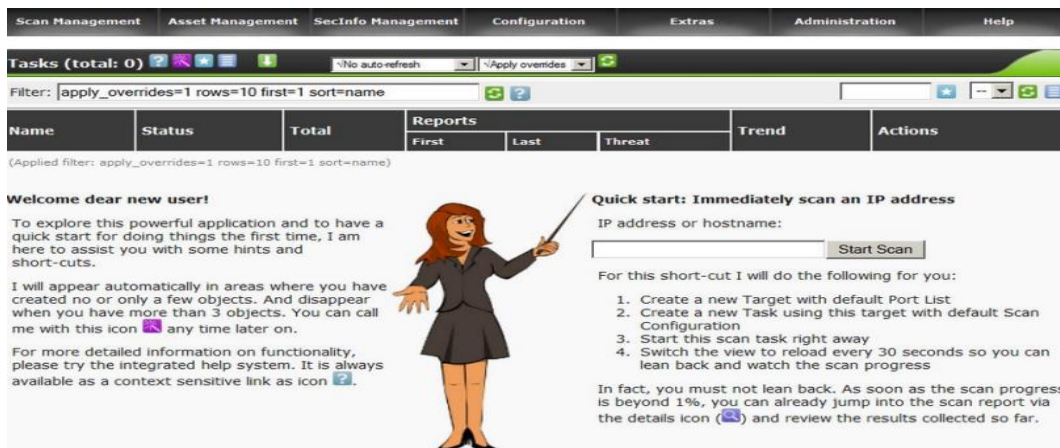 Scan Management Asset Management SecInfo Management Configuration Extras Administration Help
Tasks (total: 0) √No auto-refresh √Apply overrides
Filter: apply_overrides=1 rows=10 first=1 sort=name --
Name Status Total Reports Trend Actions
First Last Threat
(Applied filter: apply_overrides=1 rows=10 first=1 sort=name)
Welcome dear new user!
To explore this powerful application and to have a
quick start for doing things the first time, I am
here to assist you with some hints and
short-cuts.
I will appear automatically in areas where you have
created no or only a few objects. And disappear
when you have more than 3 objects. You can call
me with this icon any time later on.
For more detailed information on functionality,
please try the integrated help system. It is always
available as a context sensitive link as icon ?.
Quick start: Immediately scan an IP address
IP address or hostname:
Start Scan
For this short-cut I will do the following for you:
1. Create a new Target with default Port List
2. Create a new Task using this target with default Scan
Configuration
3. Start this scan task right away
4. Switch the view to reload every 30 seconds so you can
lean back and watch the scan progress
In fact, you must not lean back. As soon as the scan progress
is beyond 1%, you can already jump into the scan report via
the details icon ( ) and review the results collected so far.